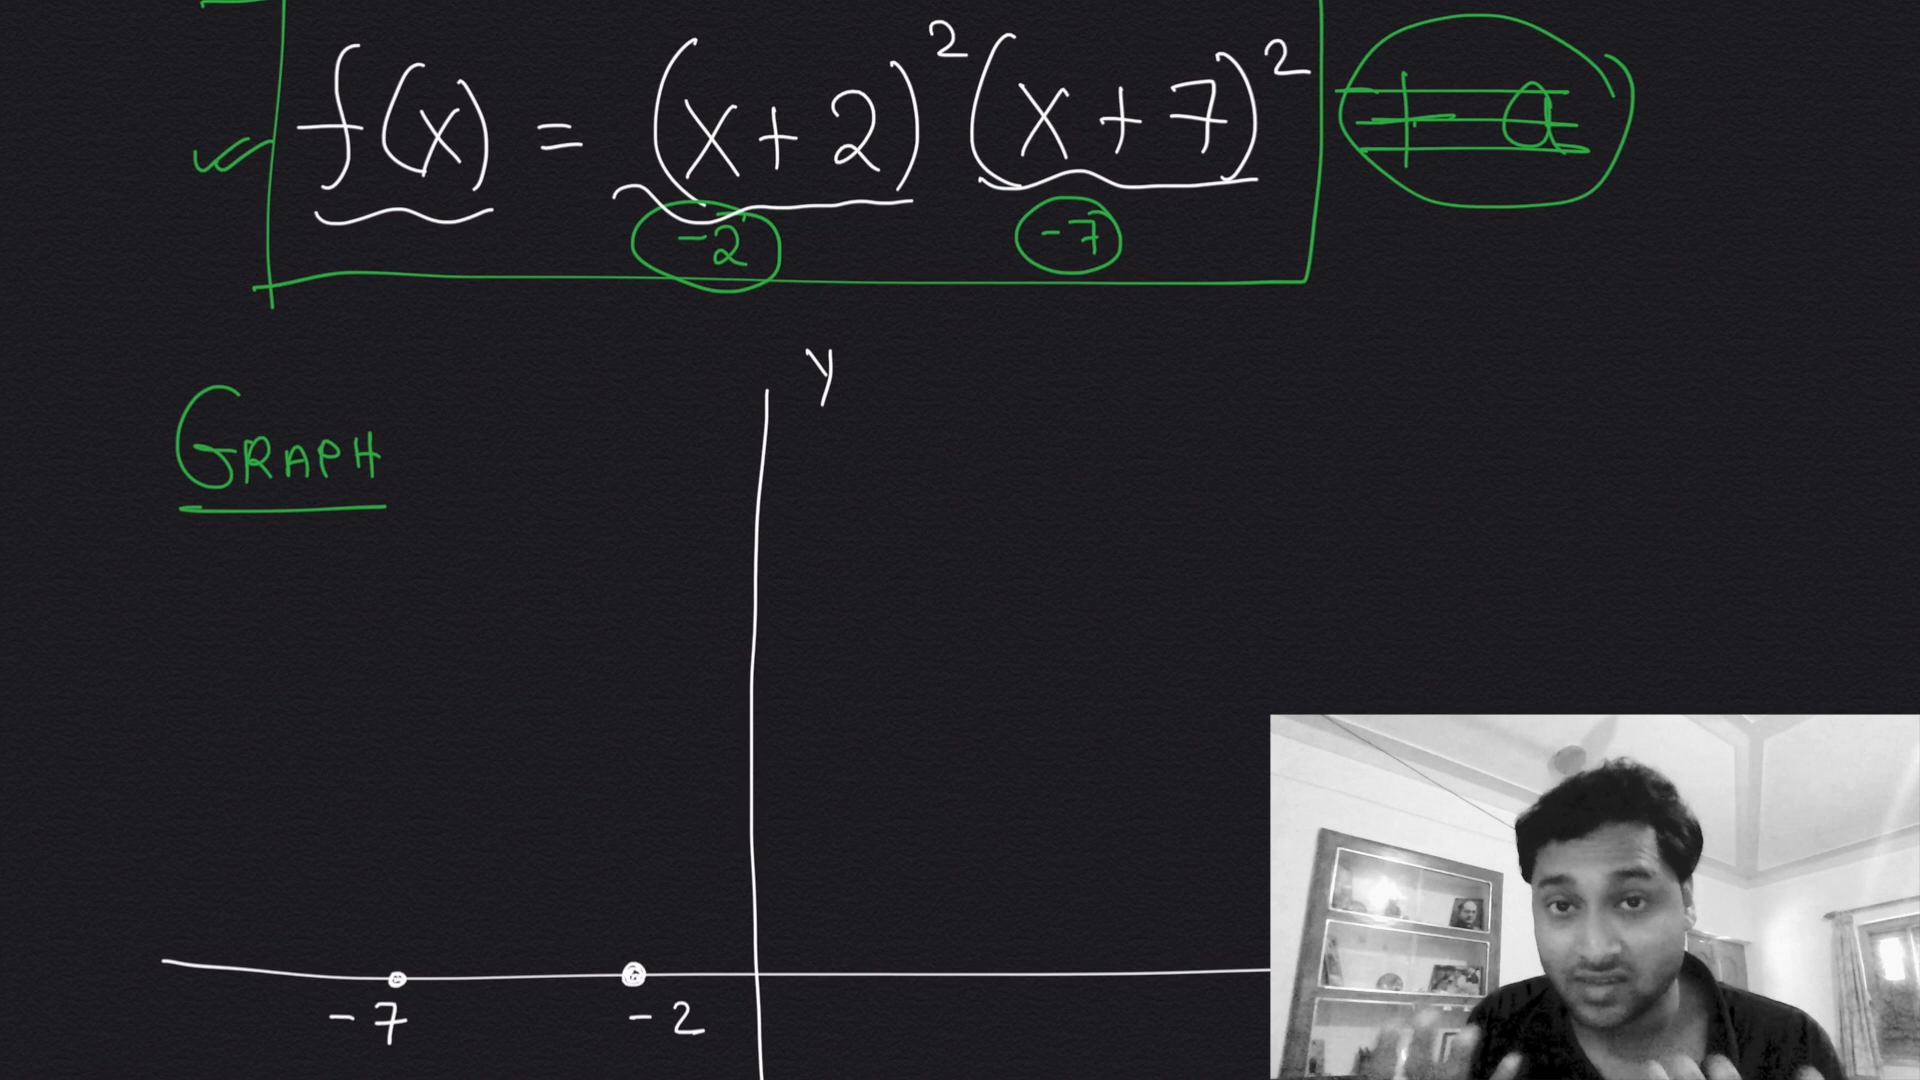 f(x) = (x+2)²(x+7)² + a
-2 -7
y
GRAPH
-7 -2